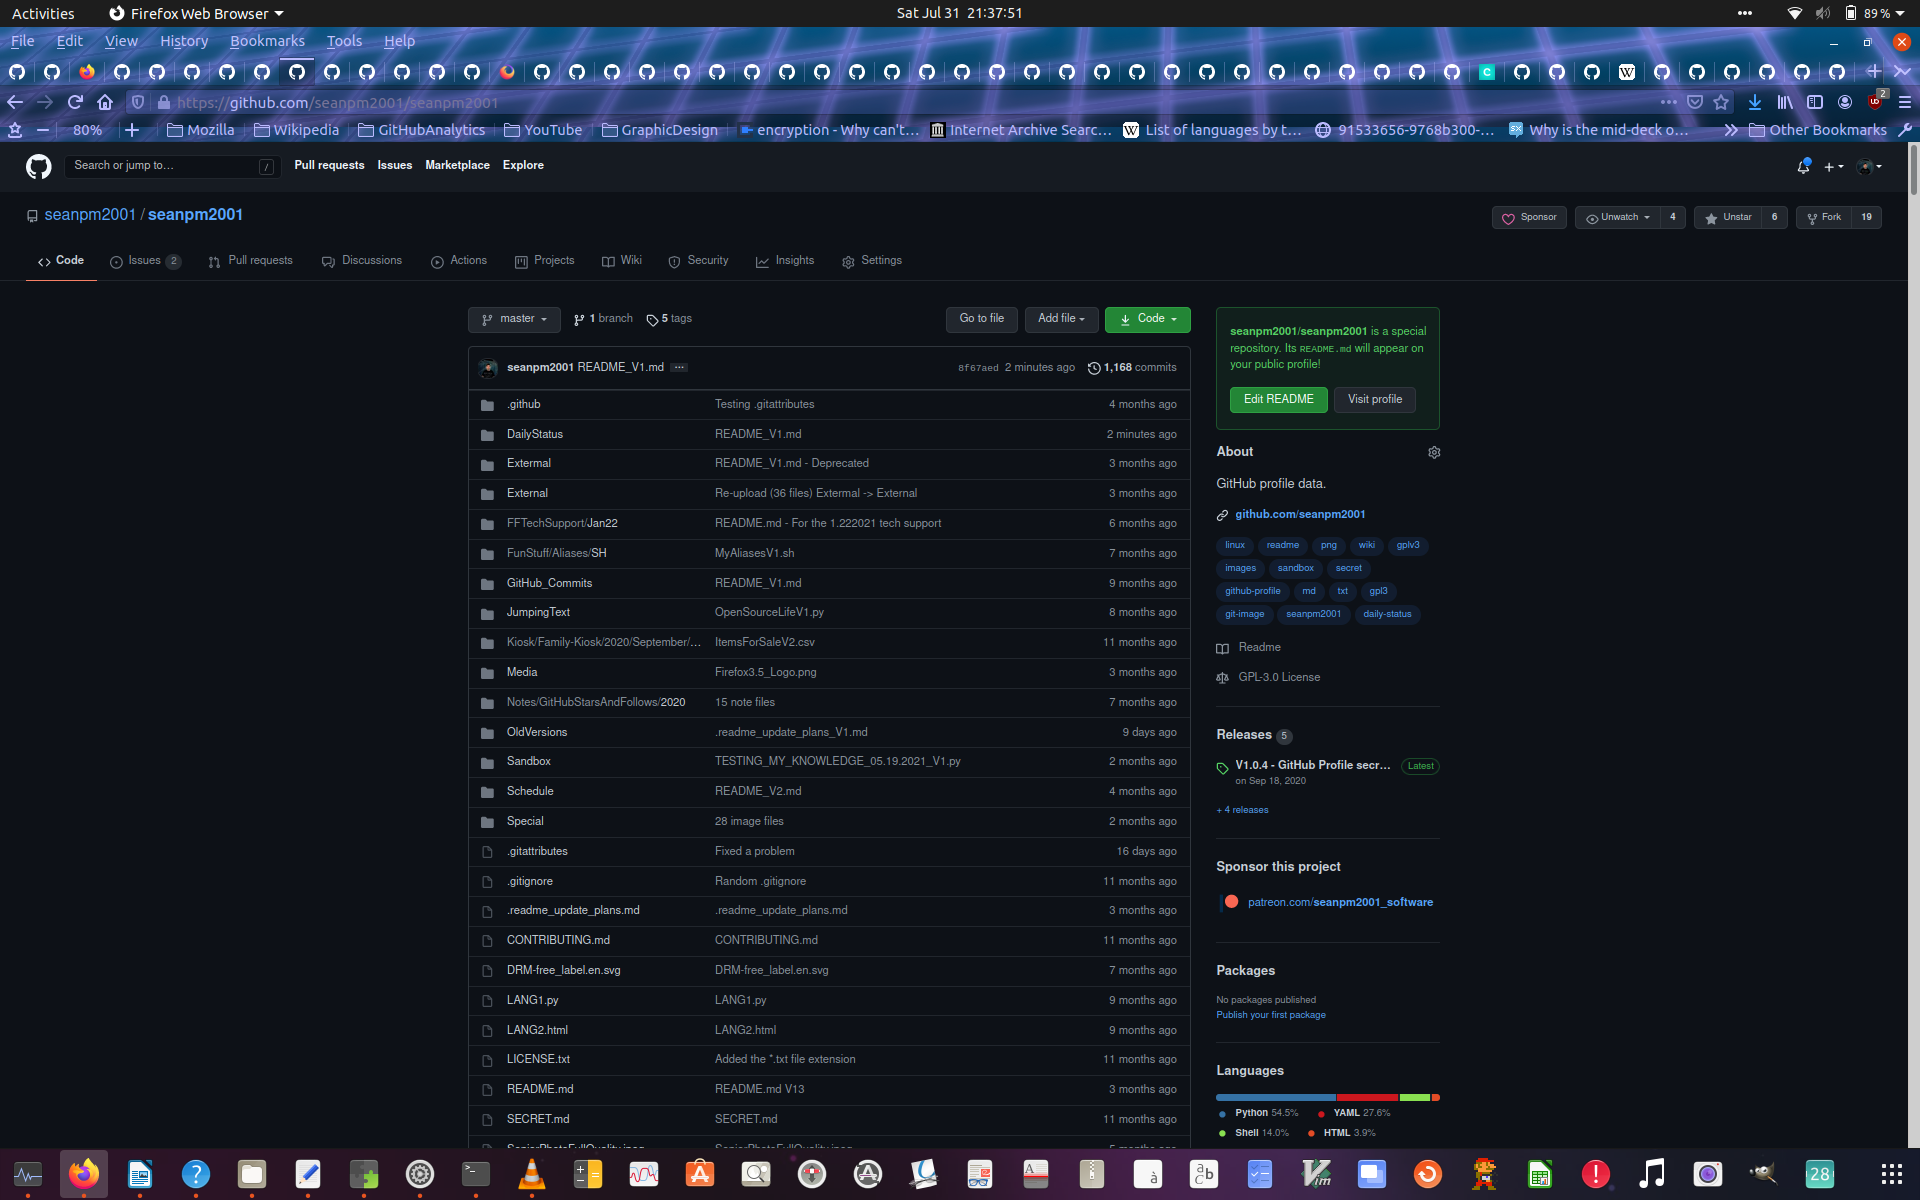 Activities
Firefox Web Browser
Sat Jul 31 21:37:51
89 %
File Edit View History Bookmarks Tools Help
https://github.com/seanpm2001/seanpm2001
2
80%
Mozilla
Wikipedia
GitHubAnalytics
YouTube
GraphicDesign
encryption - Why can't...
Internet Archive Searc...
List of languages by t...
91533656-9768b300-...
Why is the mid-deck o...
Other Bookmarks
Search or jump to...
/
Pull requests Issues Marketplace Explore
seanpm2001 / seanpm2001
Sponsor
Unwatch 4
Unstar 6
Fork 19
Code
Issues 2
Pull requests
Discussions
Actions
Projects
Wiki
Security
Insights
Settings
master
1 branch
5 tags
Go to file
Add file
Code
seanpm2001 README_V1.md
8f67aed 2 minutes ago
1,168 commits
.github Testing .gitattributes 4 months ago
DailyStatus README_V1.md 2 minutes ago
Extermal README_V1.md - Deprecated 3 months ago
External Re-upload (36 files) Extermal -> External 3 months ago
FFTechSupport/Jan22 README.md - For the 1.222021 tech support 6 months ago
FunStuff/Aliases/SH MyAliasesV1.sh 7 months ago
GitHub_Commits README_V1.md 9 months ago
JumpingText OpenSourceLifeV1.py 8 months ago
Kiosk/Family-Kiosk/2020/September/... ItemsForSaleV2.csv 11 months ago
Media Firefox3.5_Logo.png 3 months ago
Notes/GitHubStarsAndFollows/2020 15 note files 7 months ago
OldVersions .readme_update_plans_V1.md 9 days ago
Sandbox TESTING_MY_KNOWLEDGE_05.19.2021_V1.py 2 months ago
Schedule README_V2.md 4 months ago
Special 28 image files 2 months ago
.gitattributes Fixed a problem 16 days ago
.gitignore Random .gitignore 11 months ago
.readme_update_plans.md .readme_update_plans.md 3 months ago
CONTRIBUTING.md CONTRIBUTING.md 11 months ago
DRM-free_label.en.svg DRM-free_label.en.svg 7 months ago
LANG1.py LANG1.py 9 months ago
LANG2.html LANG2.html 9 months ago
LICENSE.txt Added the *.txt file extension 11 months ago
README.md README.md V13 3 months ago
SECRET.md SECRET.md 11 months ago
seanpm2001/seanpm2001 is a special
repository. Its README.md will appear on
your public profile!
Edit README
Visit profile
About
GitHub profile data.
github.com/seanpm2001
linux readme png wiki gplv3
images sandbox secret
github-profile md txt gpl3
git-image seanpm2001 daily-status
Readme
GPL-3.0 License
Releases 5
V1.0.4 - GitHub Profile secr... Latest
on Sep 18, 2020
+ 4 releases
Sponsor this project
patreon.com/seanpm2001_software
Packages
No packages published
Publish your first package
Languages
Python 54.5% YAML 27.6%
Shell 14.0% HTML 3.9%
28